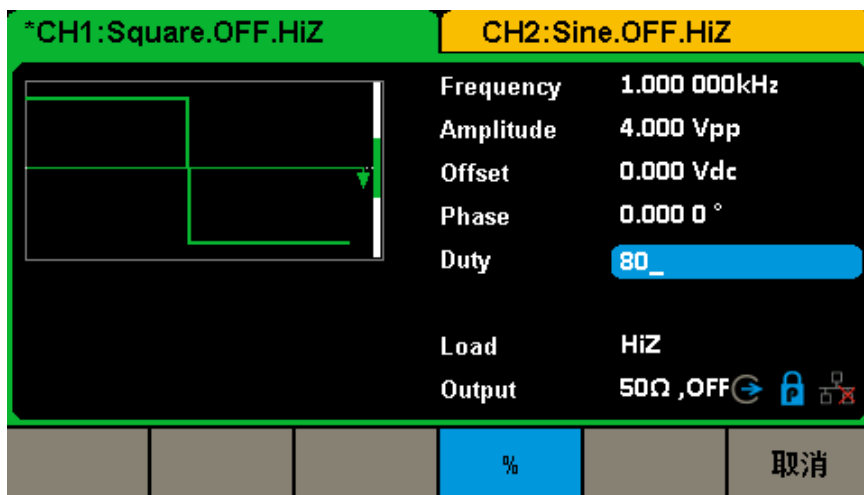 *CH1:Square.OFF.HiZ CH2:Sine.OFF.HiZ
Frequency 1.000 000kHz
Amplitude 4.000 Vpp
Offset 0.000 Vdc
Phase 0.000 0 °
Duty 80_
Load HiZ
Output 50Ω ,OFF P
% 取消